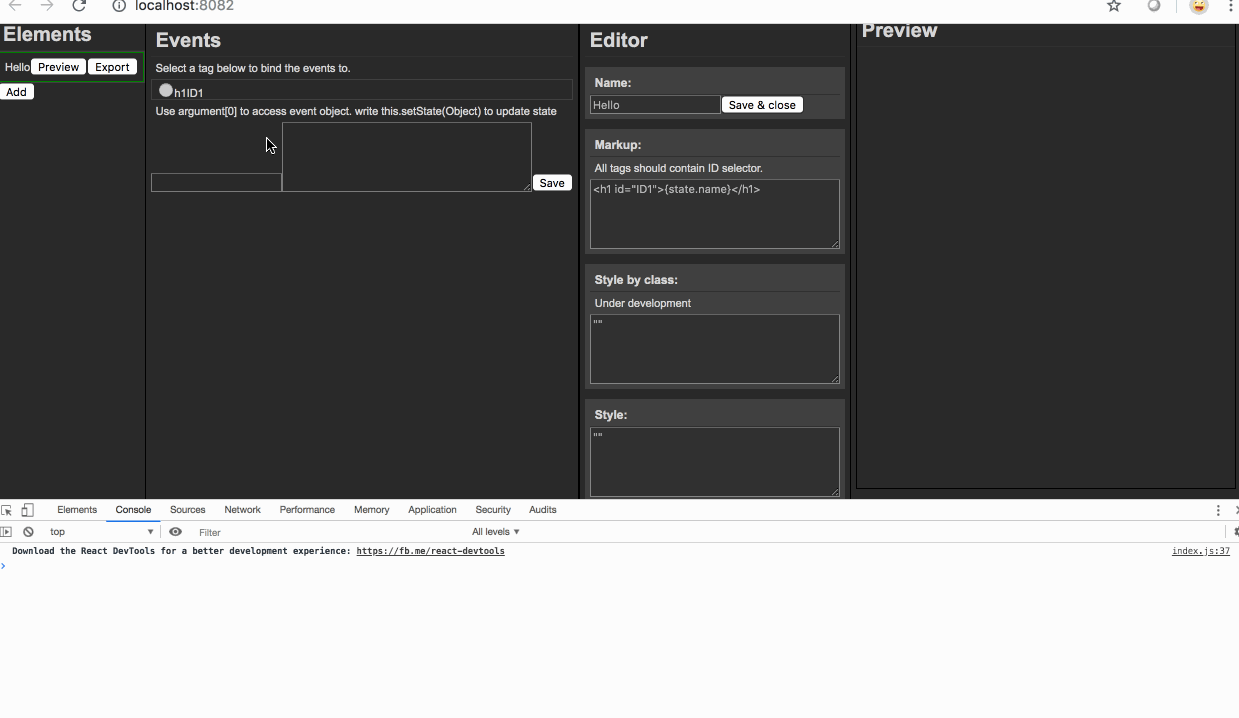 localhost:8082
Elements
Hello Preview Export
Add
Events
Select a tag below to bind the events to.
h1ID1
Use argument[0] to access event object. write this.setState(Object) to update state
Save
Editor
Name:
Hello Save & close
Markup:
All tags should contain ID selector.
<h1 id="ID1">{state.name}</h1>
Style by class:
Under development
""
Style:
""
Preview
Elements Console Sources Network Performance Memory Application Security Audits
top Filter All levels
Download the React DevTools for a better development experience: https://fb.me/react-devtools index.js:37